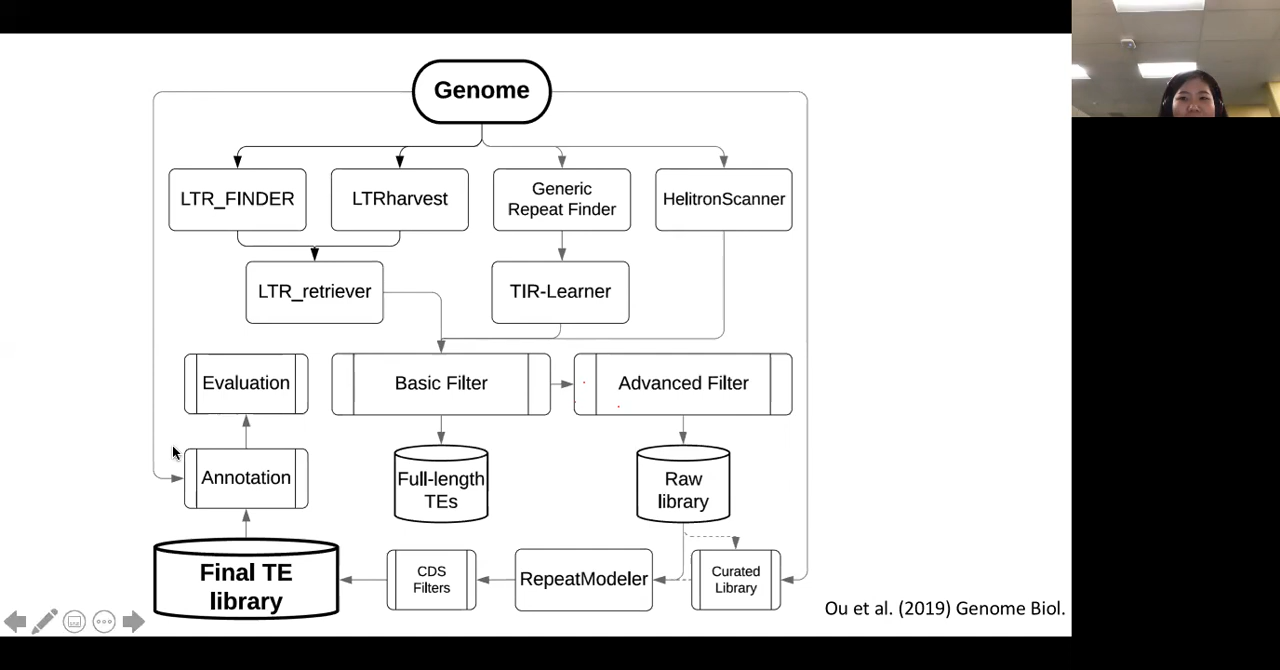 Genome
LTR_FINDER
LTRharvest
Generic
Repeat Finder
HelitronScanner
LTR_retriever
TIR-Learner
Evaluation
Basic Filter
Advanced Filter
Annotation
Full-length
TEs
Raw
library
Final TE
library
CDS
Filters
RepeatModeler
Curated
Library
Ou et al. (2019) Genome Biol.